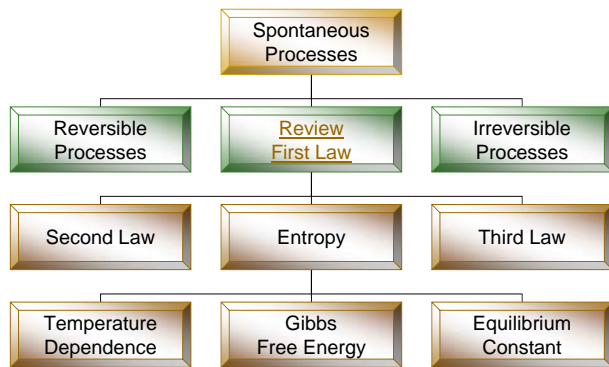 Spontaneous
Processes
Reversible
Processes
Review
First Law
Irreversible
Processes
Second Law
Entropy
Third Law
Temperature
Dependence
Gibbs
Free Energy
Equilibrium
Constant